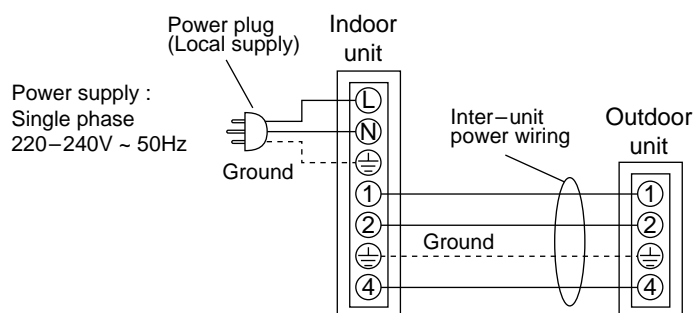 Power plug
(Local supply)
Indoor
unit
Power supply :
Single phase
220–240V ~ 50Hz
Ground
L
N
1
2
4
Inter–unit
power wiring
Ground
Outdoor
unit
1
2
4